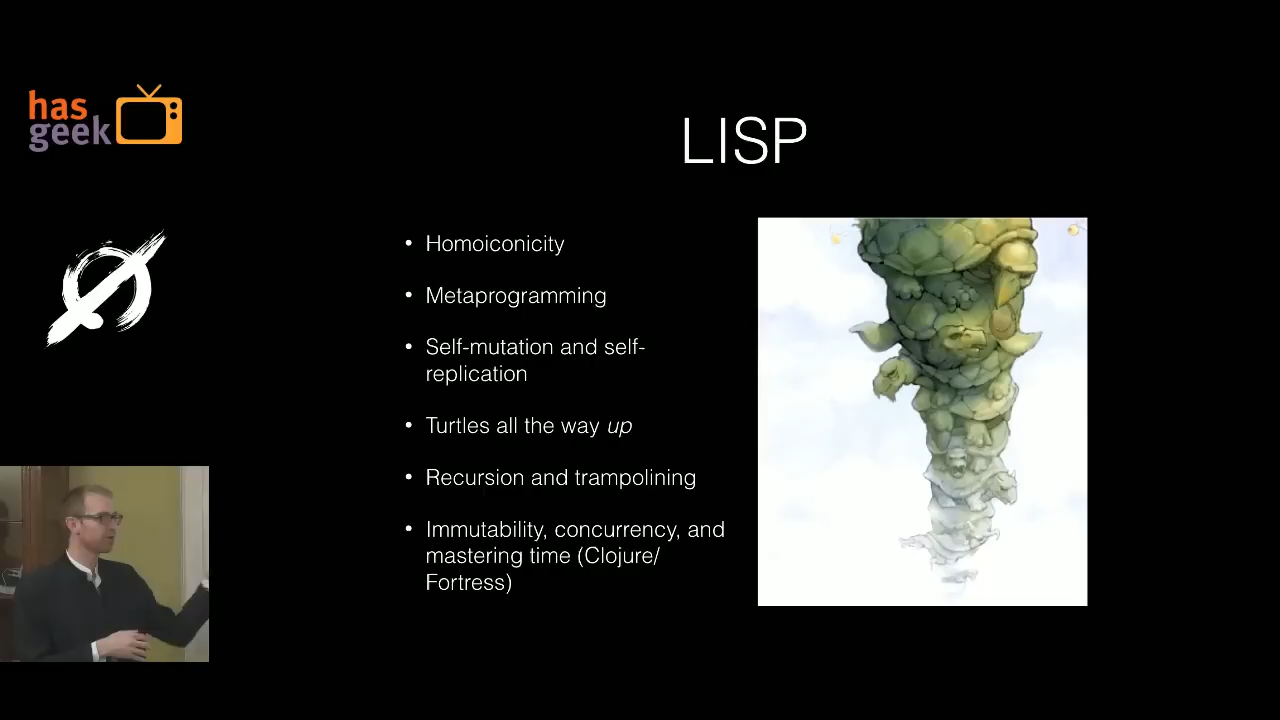 has
geek
LISP
• Homoiconicity
• Metaprogramming
• Self-mutation and self-
replication
• Turtles all the way up
• Recursion and trampolining
• Immutability, concurrency, and
mastering time (Clojure/
Fortress)